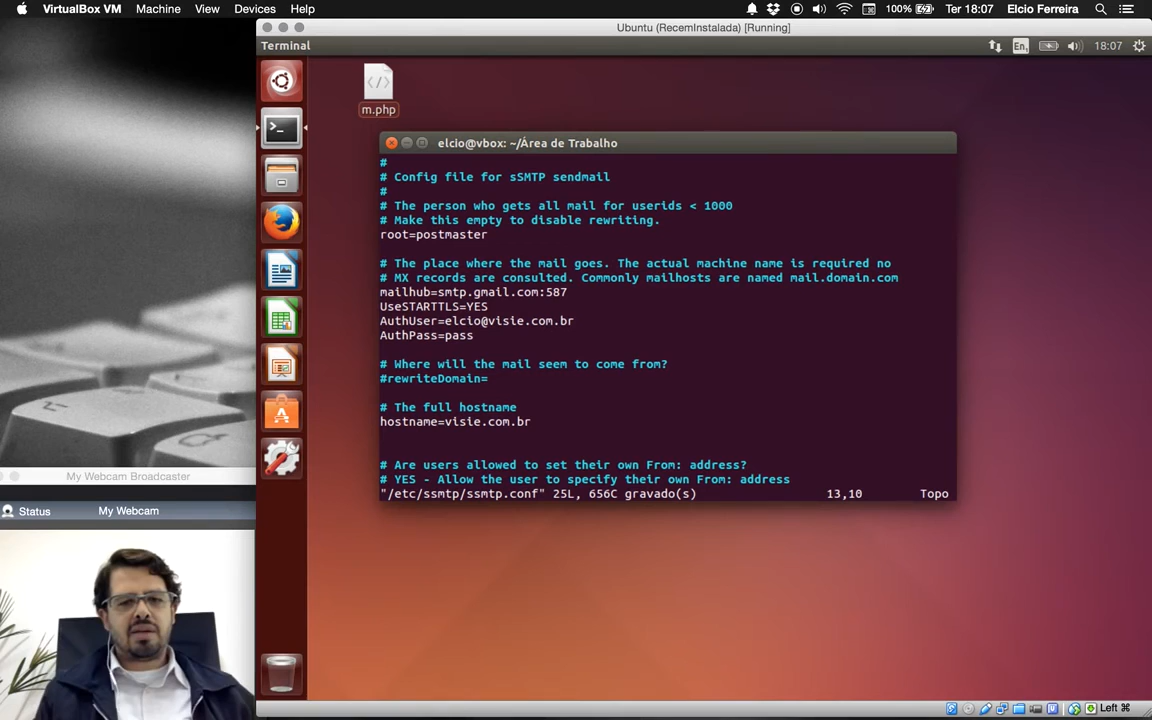 VirtualBox VM Machine View Devices Help 100% Ter 18:07 Elcio Ferreira
Ubuntu (RecemInstalada) [Running]
Terminal En 18:07
m.php
elcio@vbox: ~/Área de Trabalho
#
# Config file for sSMTP sendmail
#
# The person who gets all mail for userids < 1000
# Make this empty to disable rewriting.
root=postmaster
# The place where the mail goes. The actual machine name is required no
# MX records are consulted. Commonly mailhosts are named mail.domain.com
mailhub=smtp.gmail.com:587
UseSTARTTLS=YES
AuthUser=elcio@visie.com.br
AuthPass=pass
# Where will the mail seem to come from?
#rewriteDomain=
# The full hostname
hostname=visie.com.br
# Are users allowed to set their own From: address?
# YES - Allow the user to specify their own From: address
"/etc/ssmtp/ssmtp.conf" 25L, 656C gravado(s) 13,10 Topo
My Webcam Broadcaster
Status My Webcam
Left ⌘